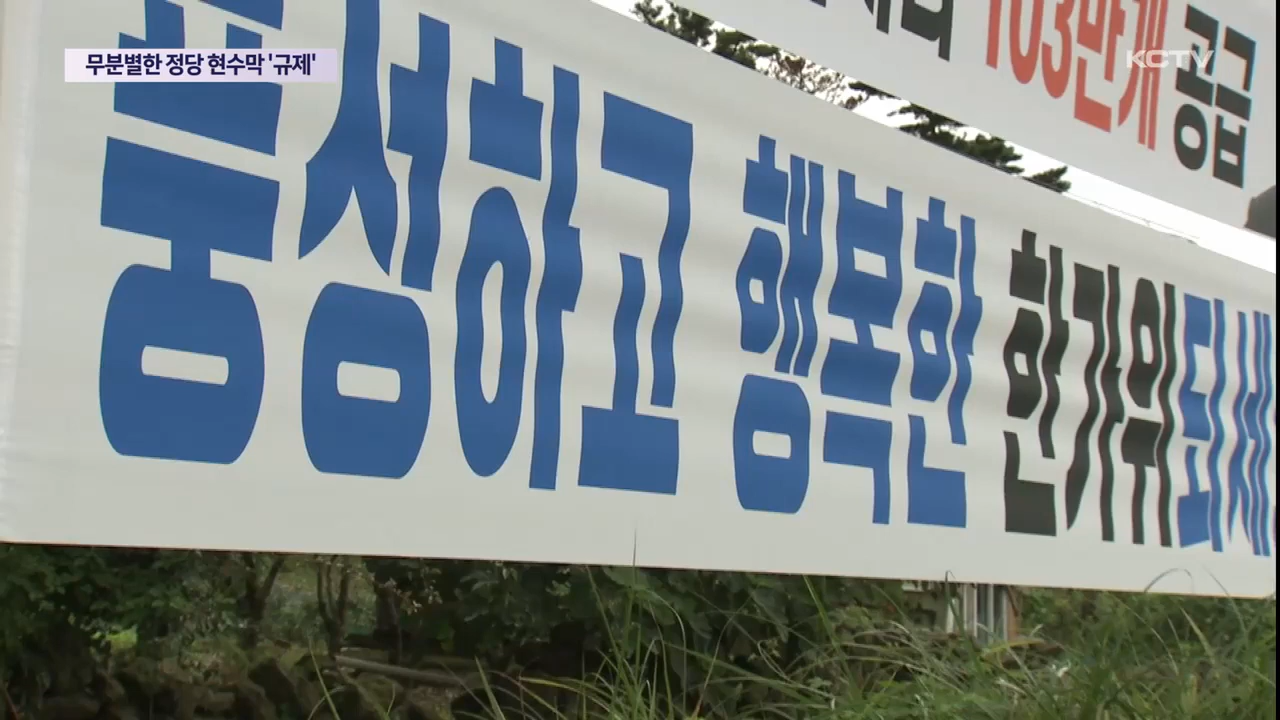 무분별한 정당 현수막 '규제'
KCTV
103만개 공급
풍성하고 행복한 한가위 되세